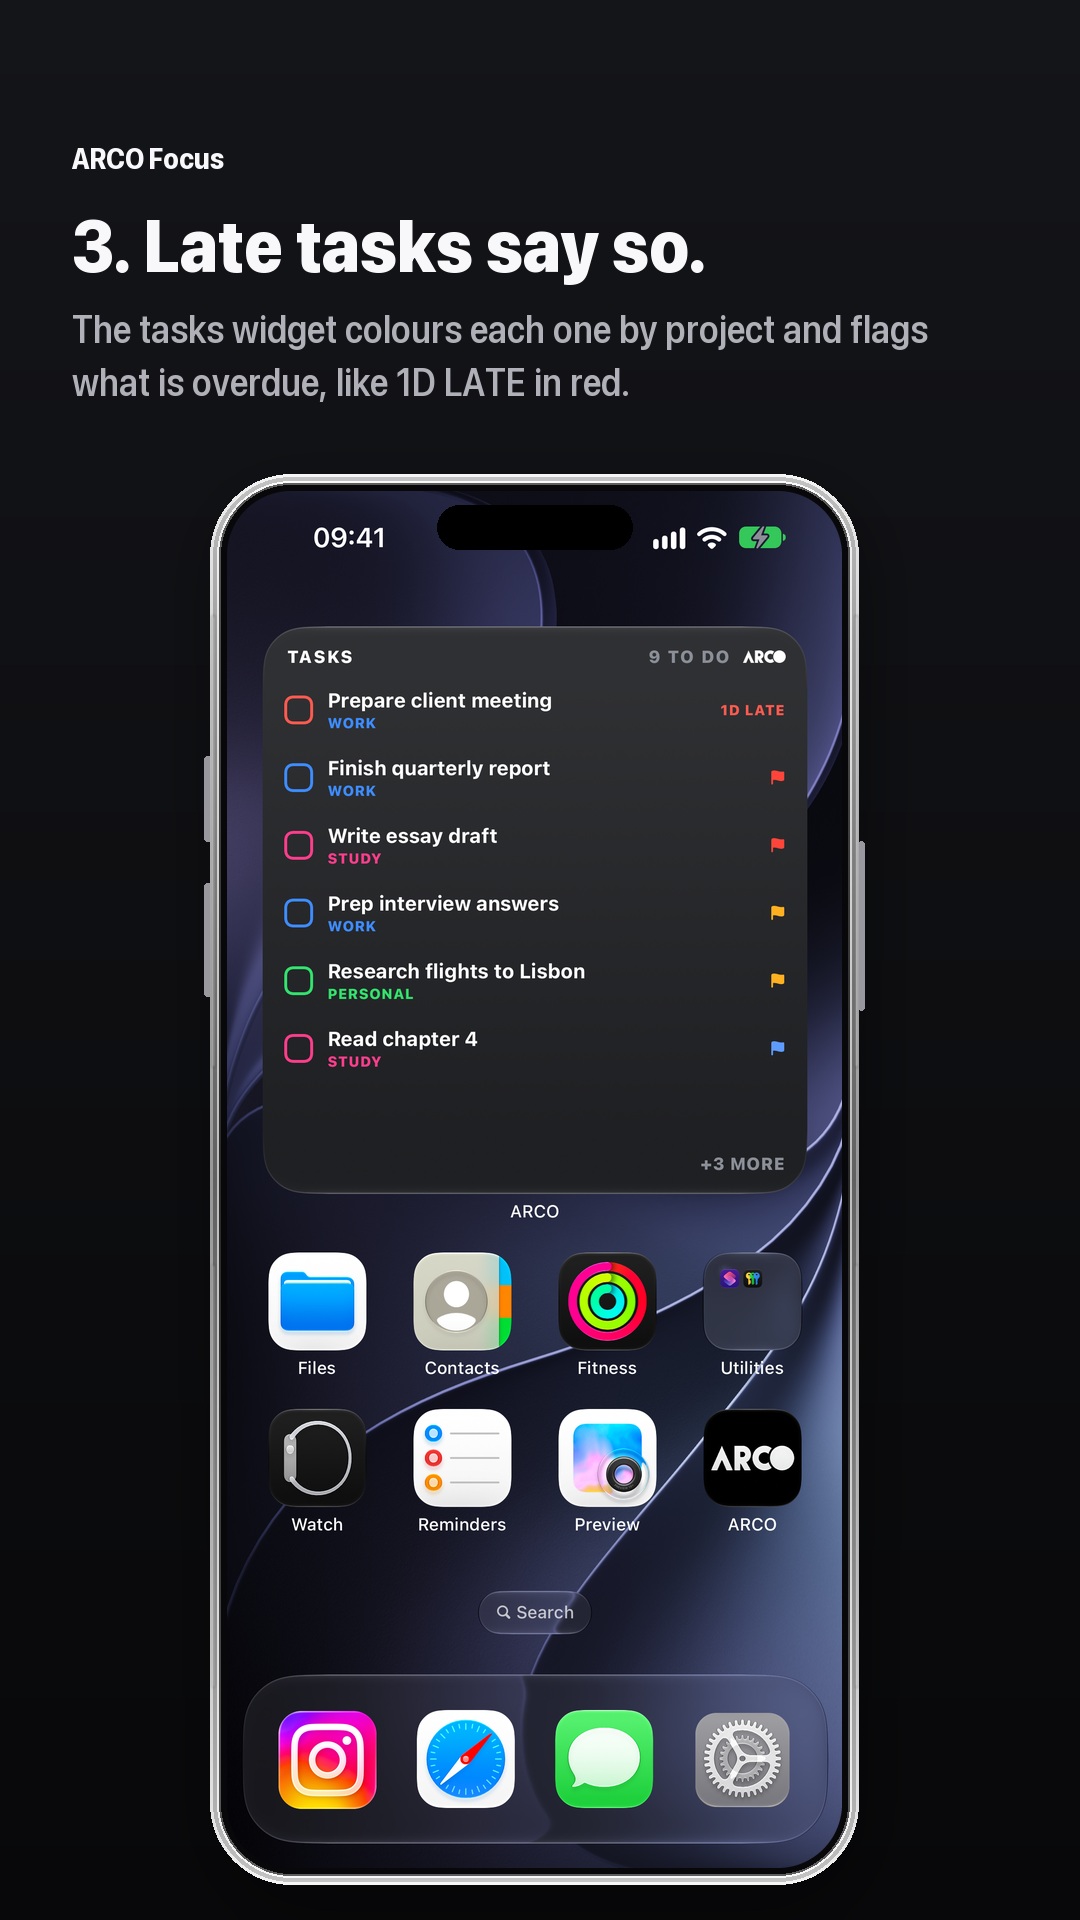 ARCO Focus
3. Late tasks say so.
The tasks widget colours each one by project and flags
what is overdue, like 1D LATE in red.
09:41
TASKS 9 TO DO ARCO
Prepare client meeting
WORK
1D LATE
Finish quarterly report
WORK
Write essay draft
STUDY
Prep interview answers
WORK
Research flights to Lisbon
PERSONAL
Read chapter 4
STUDY
+3 MORE
ARCO
Files Contacts Fitness Utilities
ARCO
Watch Reminders Preview ARCO
Search